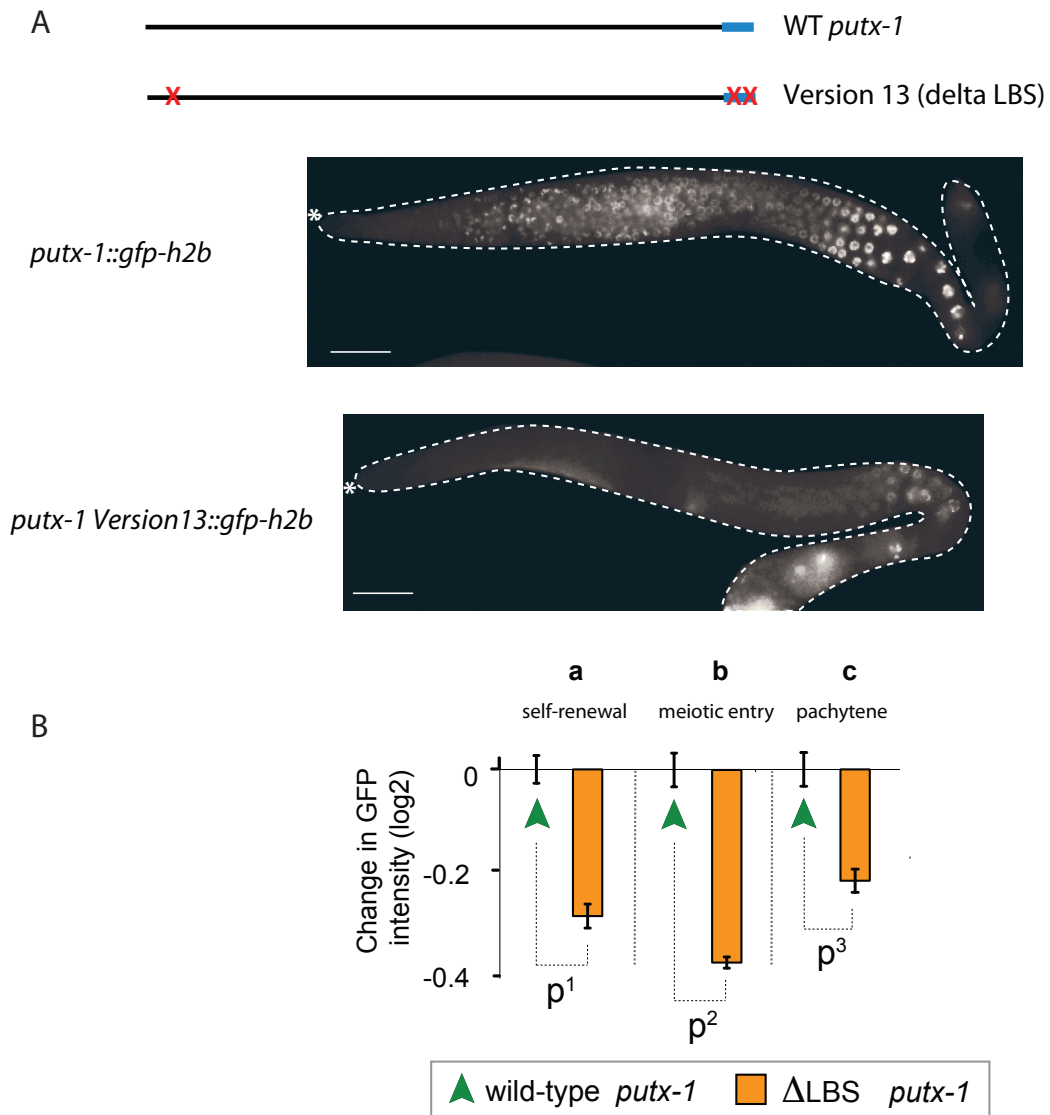 A
WT putx-1
XXX
Version 13 (delta LBS)
*
putx-1::gfp-h2b
*
putx-1 Version13::gfp-h2b
B
a b c
self-renewal meiotic entry pachytene
Change in GFP
intensity (log2)
0
-0.2
-0.4
p1
p2
p3
wild-type putx-1
ΔLBS putx-1